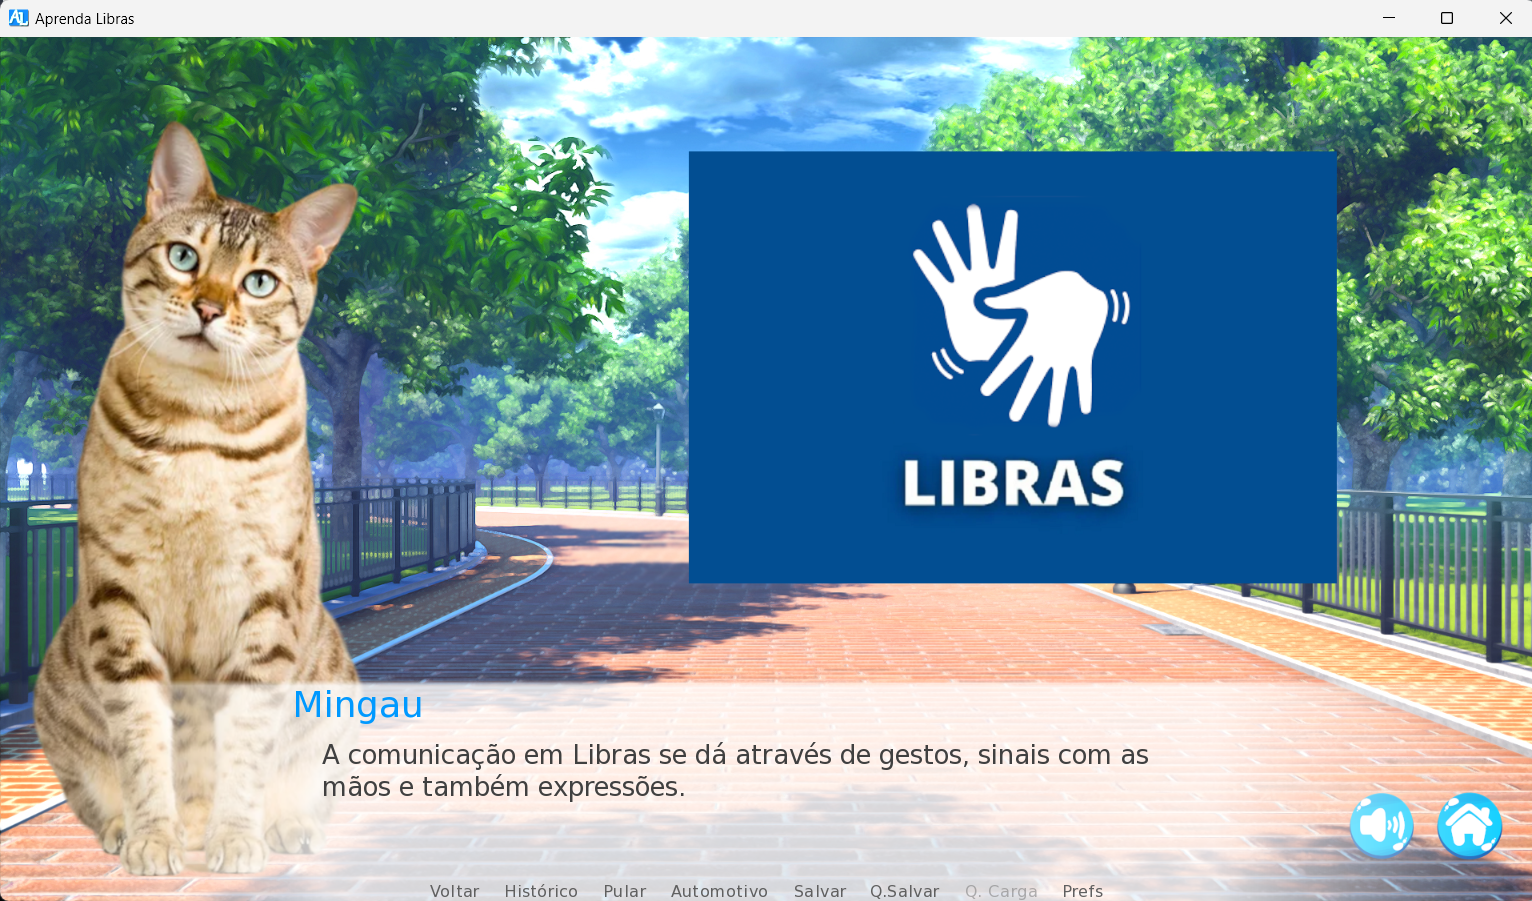 AL Aprenda Libras
LIBRAS
Mingau
A comunicação em Libras se dá através de gestos, sinais com as
mãos e também expressões.
Voltar Histórico Pular Automotivo Salvar Q.Salvar Q. Carga Prefs